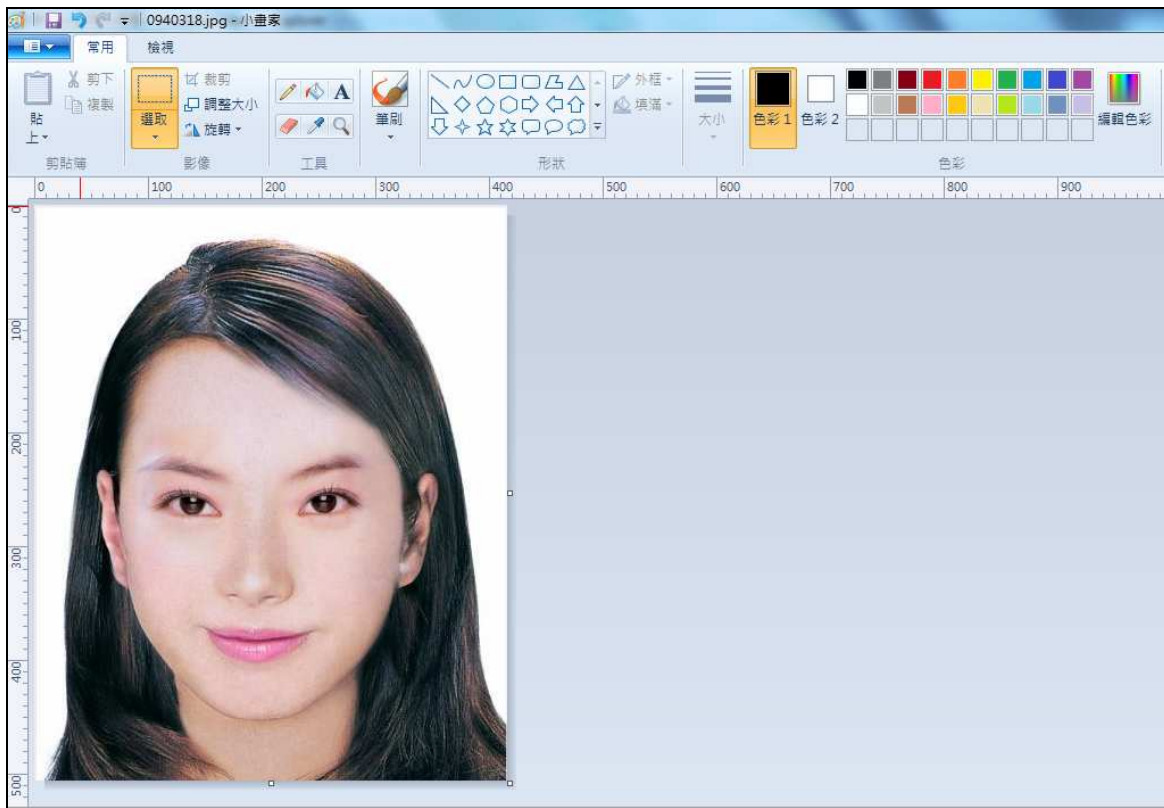 0940318.jpg - 小畫家
常用 檢視
剪下
複製
貼上
剪貼簿
選取
裁剪
調整大小
旋轉
影像
A
工具
筆刷
外框
填滿
形狀
大小
色彩 1
色彩 2
編輯色彩
色彩
0 100 200 300 400 500 600 700 800 900
0
100
200
300
400
500